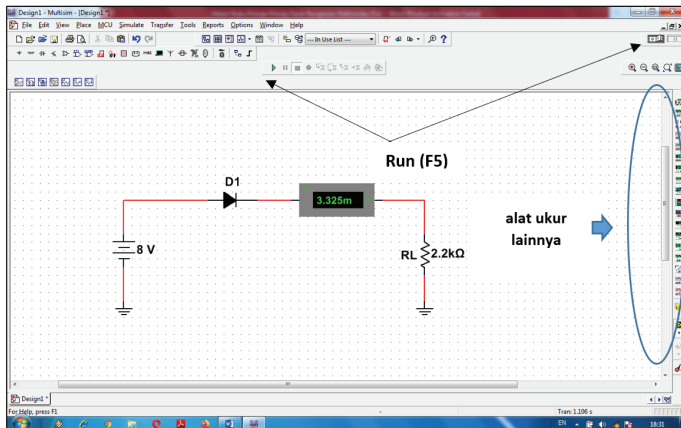 Design1 - Multisim - [Design1 *]
File Edit View Place MCU Simulate Transfer Tools Reports Options Window Help
--- In Use List ---
Run (F5)
D1
3.325m
alat ukur
lainnya
8 V
RL
2.2kΩ
Design1 *
For Help, press F1
-
Tran: 1.106 s
EN
18:31